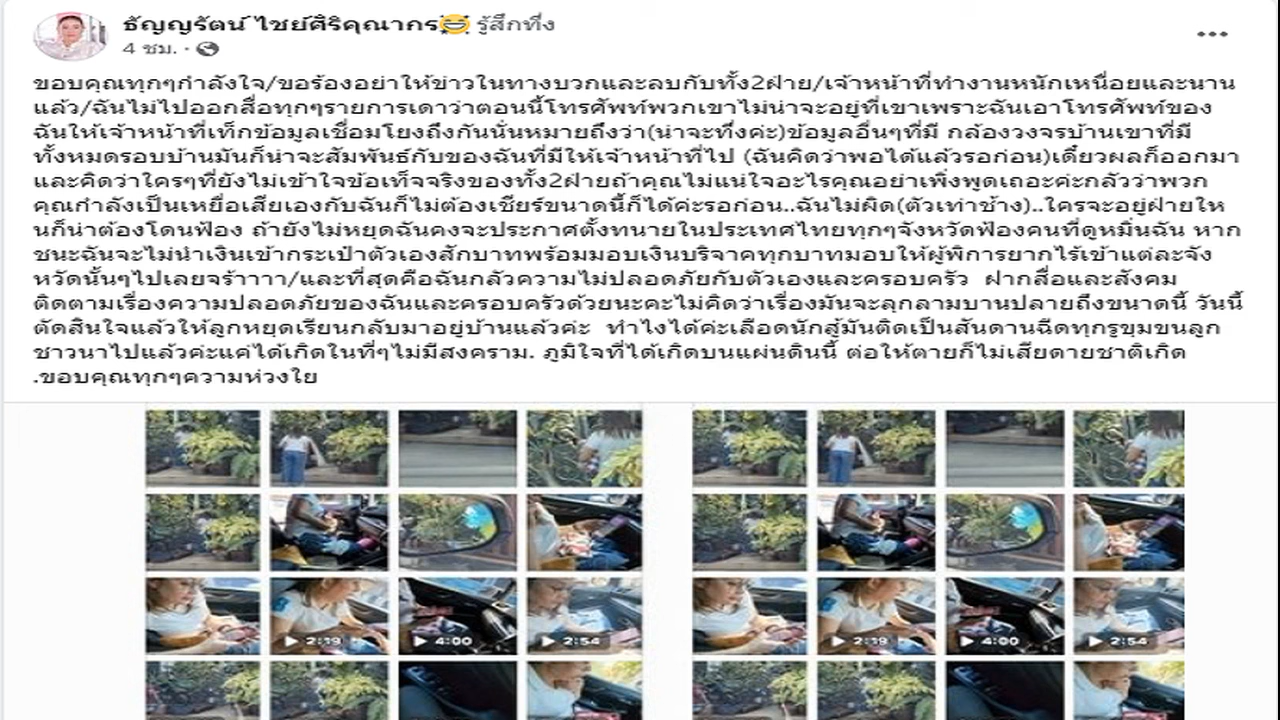 ธัญญรัตน์ ไชย์ศิริคุณากร รู้สึกทึ่ง
4 ชม.
ขอบคุณทุกๆกำลังใจ/ขอร้องอย่าให้ข่าวในทางบวกและลบกับทั้ง2ฝ่าย/เจ้าหน้าที่ทำงานหนักเหนื่อยและนาน
แล้ว/ฉันไม่ไปออกสื่อทุกๆรายการเดาว่าตอนนี้โทรศัพท์พวกเขาไม่น่าจะอยู่ที่เขาเพราะฉันเอาโทรศัพท์ของ
ฉันให้เจ้าหน้าที่เท็กข้อมูลเชื่อมโยงถึงกันนั่นหมายถึงว่า(น่าจะทึ่งค่ะ)ข้อมูลอื่นๆที่มี กล้องวงจรบ้านเขาที่มี
ทั้งหมดรอบบ้านมันก็น่าจะสัมพันธ์กับของฉันที่มีให้เจ้าหน้าที่ไป (ฉันคิดว่าพอได้แล้วรอก่อน)เดี๋ยวผลก็ออกมา
และคิดว่าใครๆที่ยังไม่เข้าใจข้อเท็จจริงของทั้ง2ฝ่ายถ้าคุณไม่แน่ใจอะไรคุณอย่าเพิ่งพูดเถอะค่ะกลัวว่าพวก
คุณกำลังเป็นเหยื่อเสียเองกับฉันก็ไม่ต้องเชียร์ขนาดนี้ก็ได้ค่ะรอก่อน..ฉันไม่ผิด(ตัวเท่าช้าง)..ใครจะอยู่ฝ่ายให
นก็น่าต้องโดนฟ้อง ถ้ายังไม่หยุดฉันคงจะประกาศตั้งทนายในประเทศไทยทุกๆจังหวัดฟ้องคนที่ดูหมิ่นฉัน หาก
ชนะฉันจะไม่นำเงินเข้ากระเป๋าตัวเองสักบาทพร้อมมอบเงินบริจาคทุกบาทมอบให้ผู้พิการยากไร้เข้าแต่ละจัง
หวัดนั้นๆไปเลยจร้าาาา/และที่สุดคือฉันกลัวความไม่ปลอดภัยกับตัวเองและครอบครัว ฝากสื่อและสังคม
ติดตามเรื่องความปลอดภัยของฉันและครอบครัวด้วยนะคะไม่คิดว่าเรื่องมันจะลุกลามบานปลายถึงขนาดนี้ วันนี้
ตัดสินใจแล้วให้ลูกหยุดเรียนกลับมาอยู่บ้านแล้วค่ะ ทำไงได้ค่ะเลือดนักสู้มันติดเป็นสันดานฉีดทุกรูขุมขนลูก
ชาวนาไปแล้วค่ะแค่ได้เกิดในที่ๆไม่มีสงคราม. ภูมิใจที่ได้เกิดบนแผ่นดินนี้ ต่อให้ตายก็ไม่เสียดายชาติเกิด
.ขอบคุณทุกๆความห่วงใย
2:19 4:00 2:54 2:19 4:00 2:54